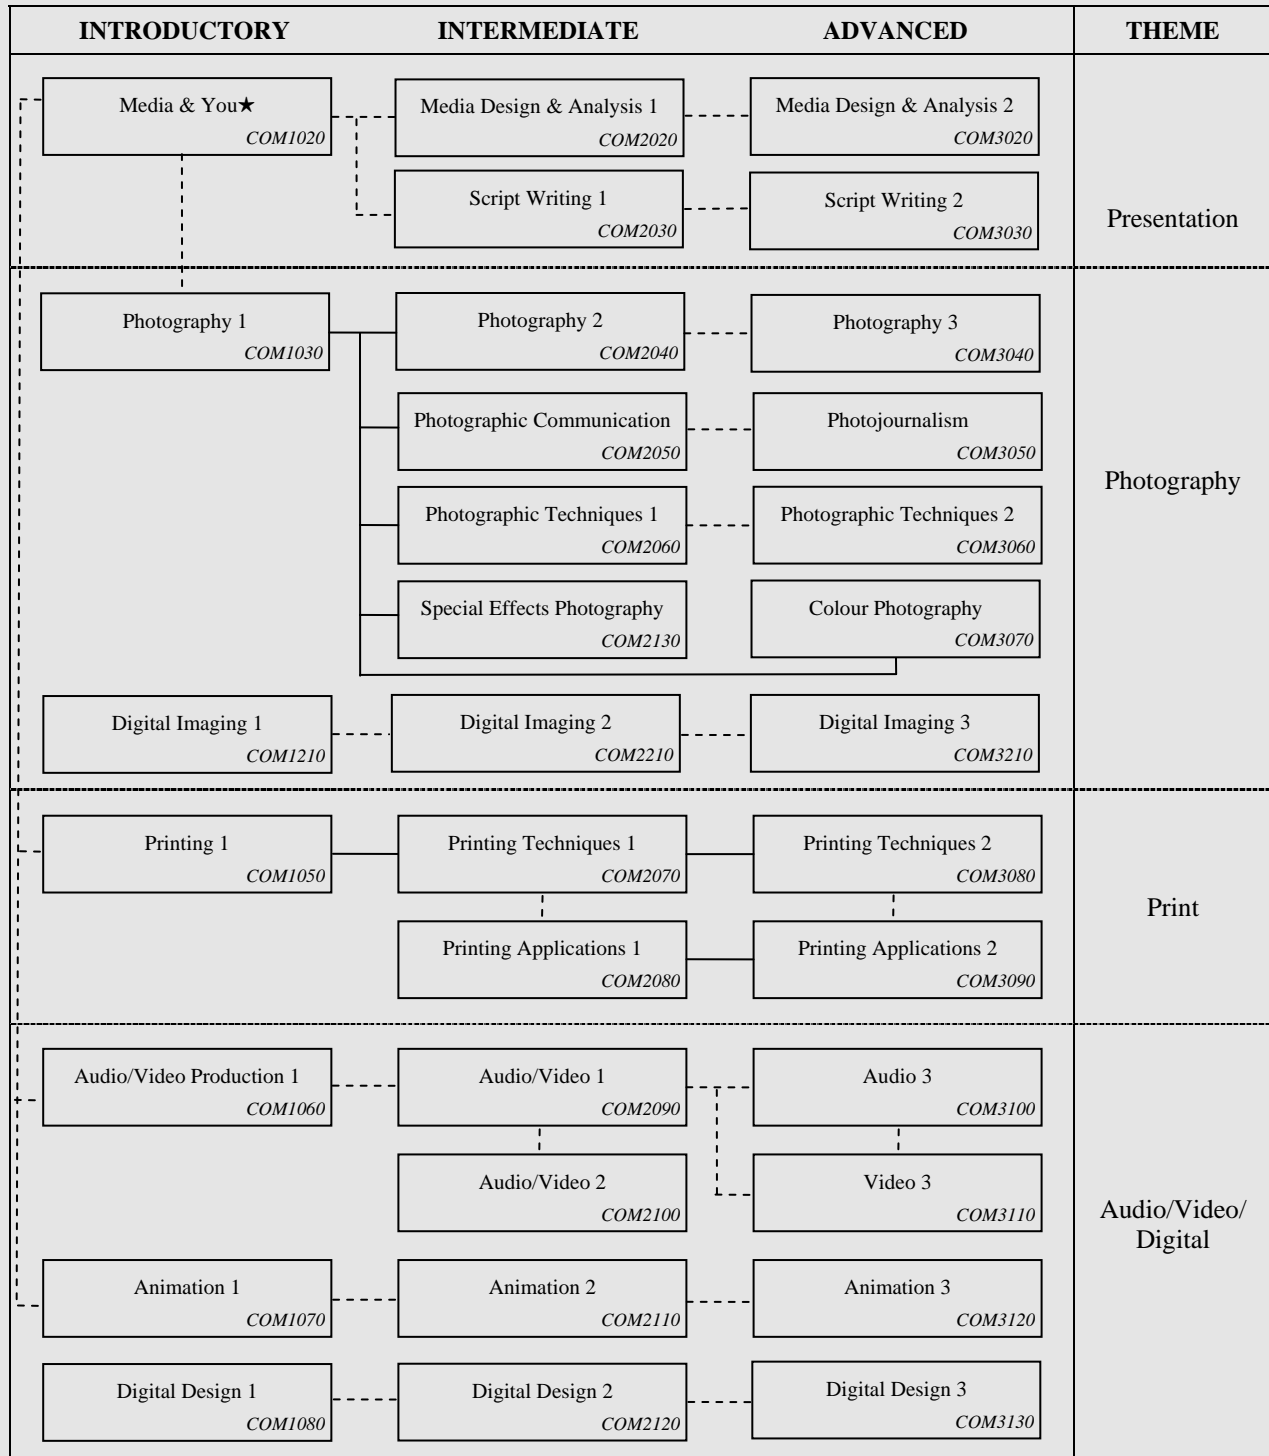 INTRODUCTORY INTERMEDIATE ADVANCED THEME
Media & You★ Media Design & Analysis 1 Media Design & Analysis 2
COM1020 COM2020 COM3020
Script Writing 1 Script Writing 2
COM2030 COM3030
Presentation
Photography 1 Photography 2 Photography 3
COM1030 COM2040 COM3040
Photographic Communication Photojournalism
COM2050 COM3050
Photography
Photographic Techniques 1 Photographic Techniques 2
COM2060 COM3060
Special Effects Photography Colour Photography
COM2130 COM3070
Digital Imaging 1 Digital Imaging 2 Digital Imaging 3
COM1210 COM2210 COM3210
Printing 1 Printing Techniques 1 Printing Techniques 2
COM1050 COM2070 COM3080
Print
Printing Applications 1 Printing Applications 2
COM2080 COM3090
Audio/Video Production 1 Audio/Video 1 Audio 3
COM1060 COM2090 COM3100
Audio/Video 2 Video 3
COM2100 COM3110
Audio/Video/
Digital
Animation 1 Animation 2 Animation 3
COM1070 COM2110 COM3120
Digital Design 1 Digital Design 2 Digital Design 3
COM1080 COM2120 COM3130